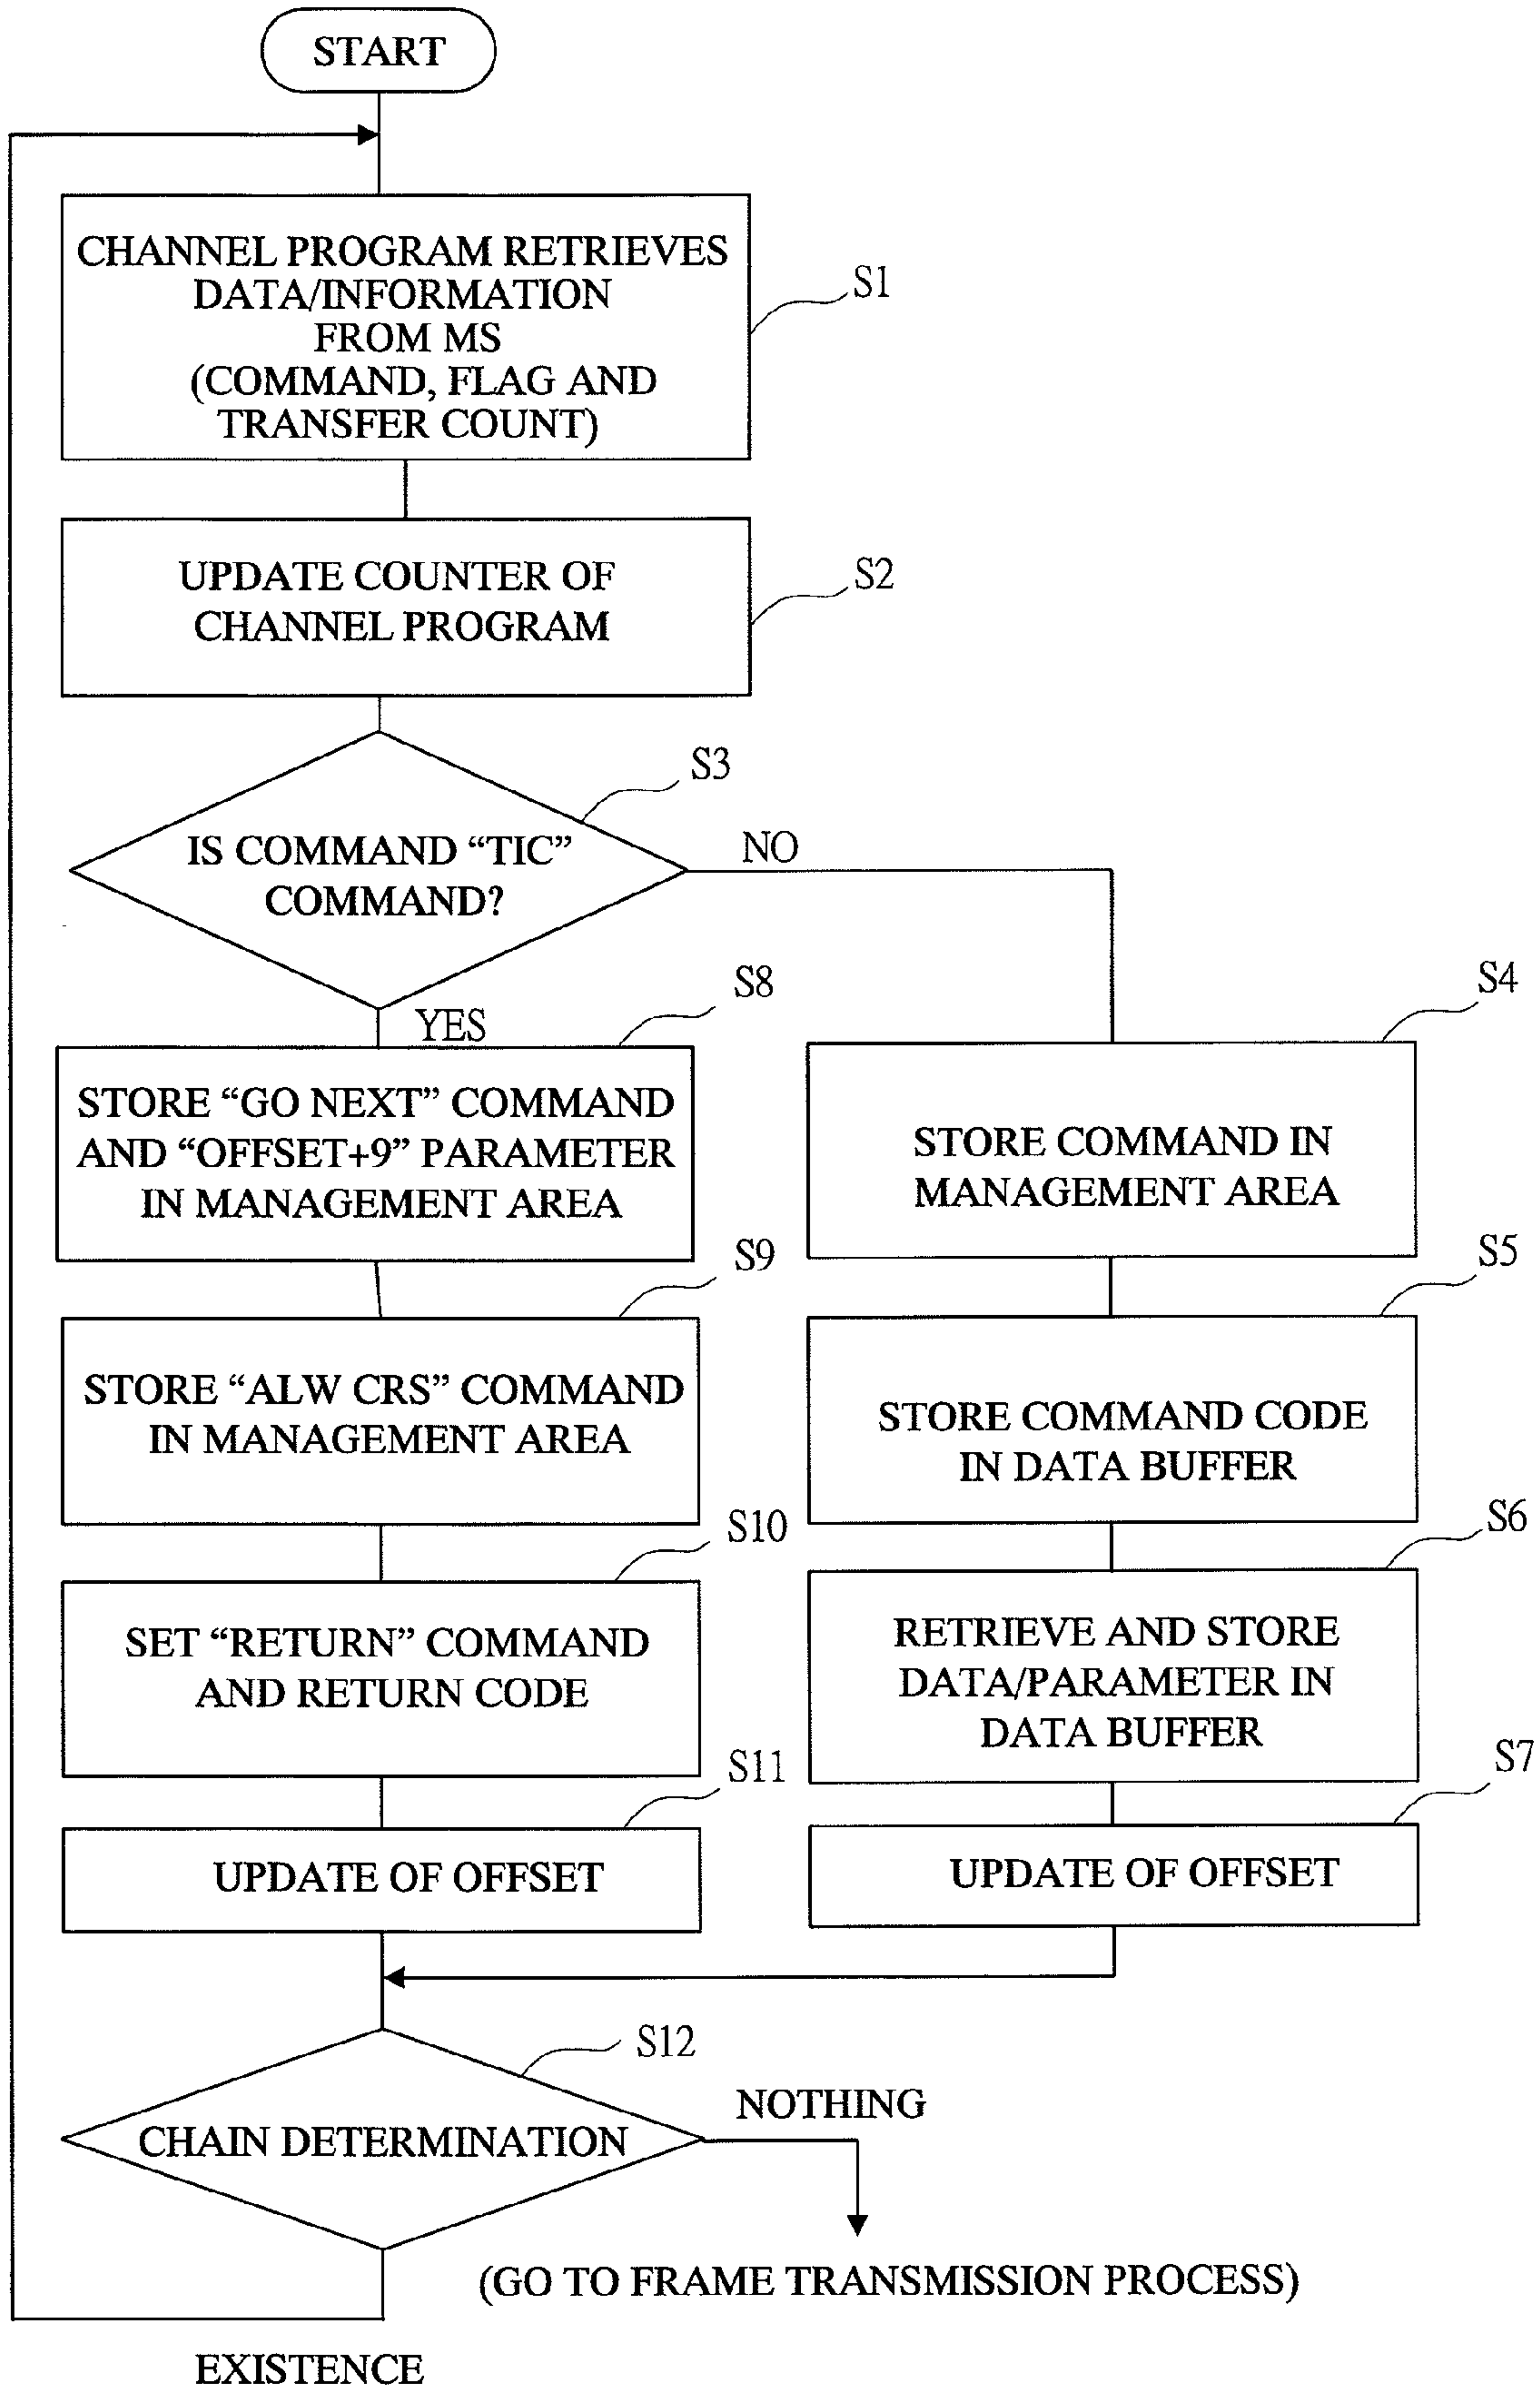 START
CHANNEL PROGRAM RETRIEVES
DATA/INFORMATION
FROM MS
(COMMAND, FLAG AND
TRANSFER COUNT)
S1
UPDATE COUNTER OF
CHANNEL PROGRAM
S2
S3
IS COMMAND “TIC”
COMMAND?
NO
YES
S8
STORE “GO NEXT” COMMAND
AND “OFFSET+9” PARAMETER
IN MANAGEMENT AREA
S4
STORE COMMAND IN
MANAGEMENT AREA
S9
STORE “ALW CRS” COMMAND
IN MANAGEMENT AREA
S5
STORE COMMAND CODE
IN DATA BUFFER
S10
SET “RETURN” COMMAND
AND RETURN CODE
S6
RETRIEVE AND STORE
DATA/PARAMETER IN
DATA BUFFER
S11
UPDATE OF OFFSET
S7
UPDATE OF OFFSET
S12
CHAIN DETERMINATION
NOTHING
(GO TO FRAME TRANSMISSION PROCESS)
EXISTENCE